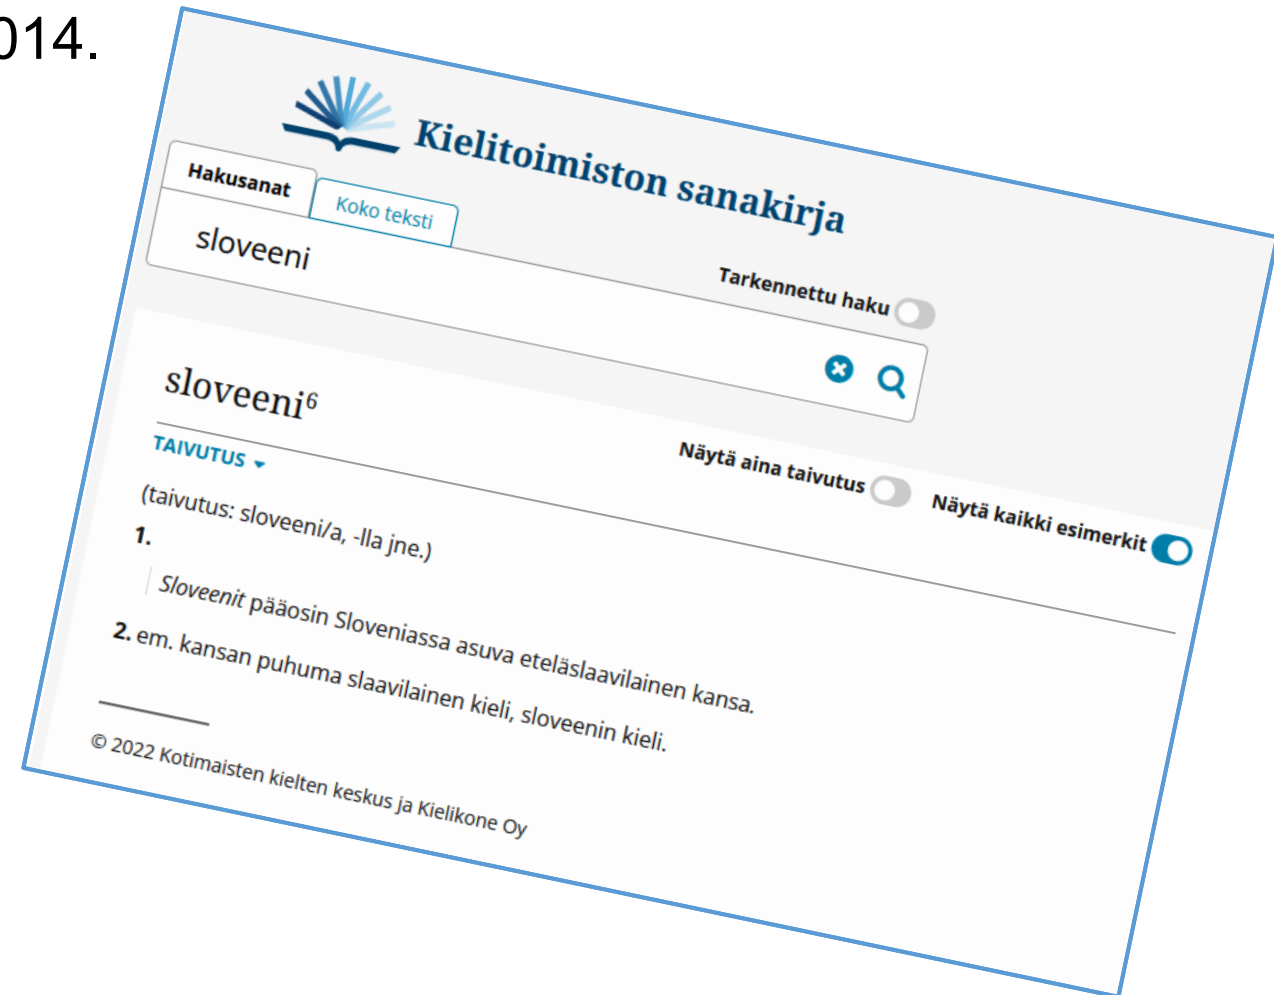 014.
Kielitoimiston sanakirja
Hakusanat
Koko teksti
sloveeni
Tarkennettu haku
sloveeni⁶
TAIVUTUS
Näytä aina taivutus
Näytä kaikki esimerkit
(taivutus: sloveeni/a, -lla jne.)
1.
Sloveenit pääosin Sloveniassa asuva eteläslaavilainen kansa.
2. em. kansan puhuma slaavilainen kieli, sloveenin kieli.
© 2022 Kotimaisten kielten keskus ja Kielikone Oy